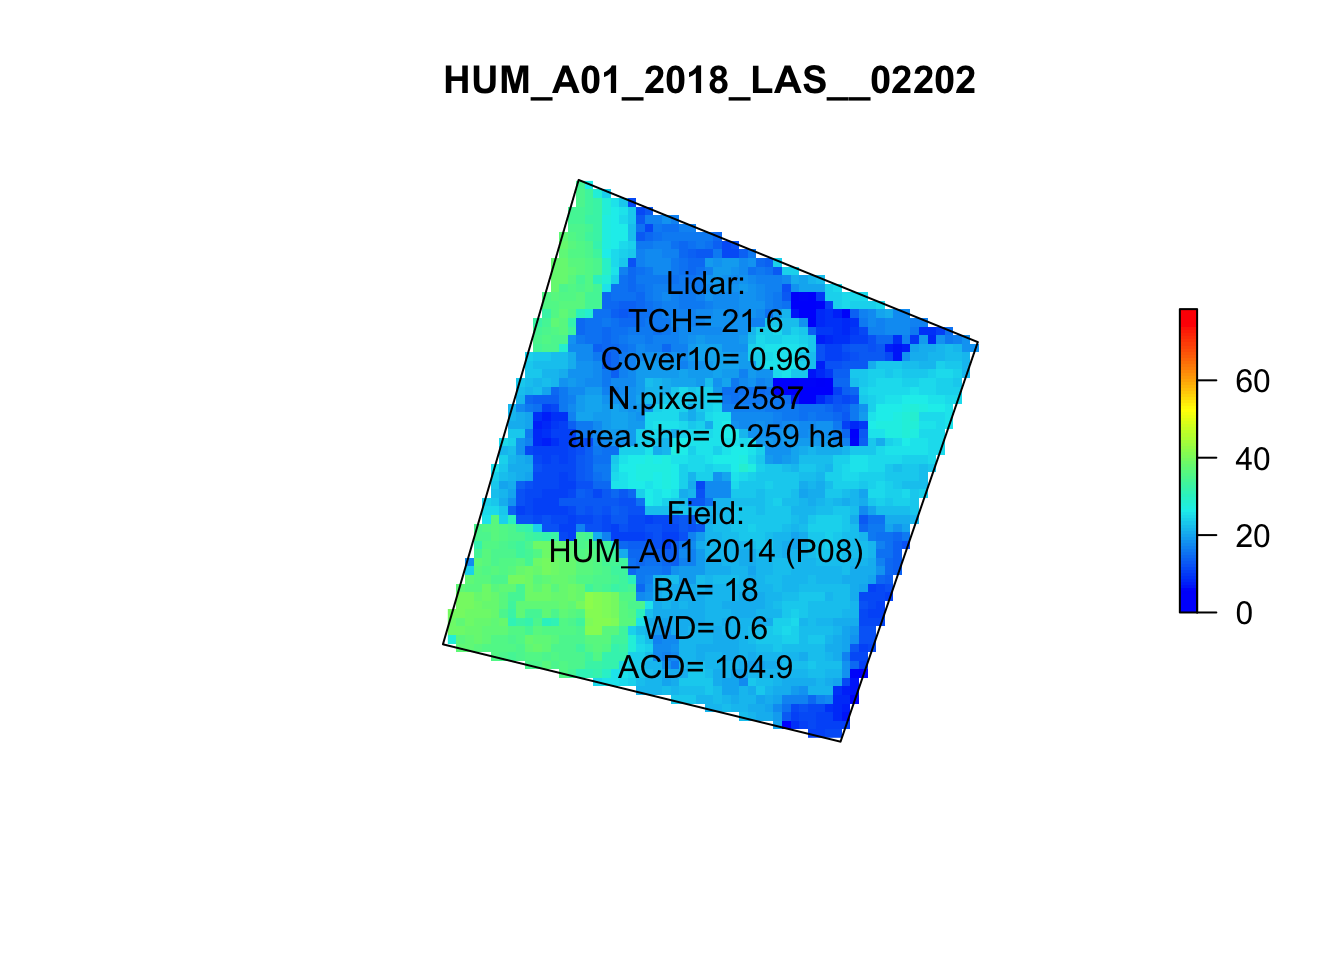 HUM_A01_2018_LAS__02202
Lidar:
TCH= 21.6
Cover10= 0.96
N.pixel= 2587
area.shp= 0.259 ha
Field:
HUM_A01 2014 (P08)
BA= 18
WD= 0.6
ACD= 104.9
60
40
20
0